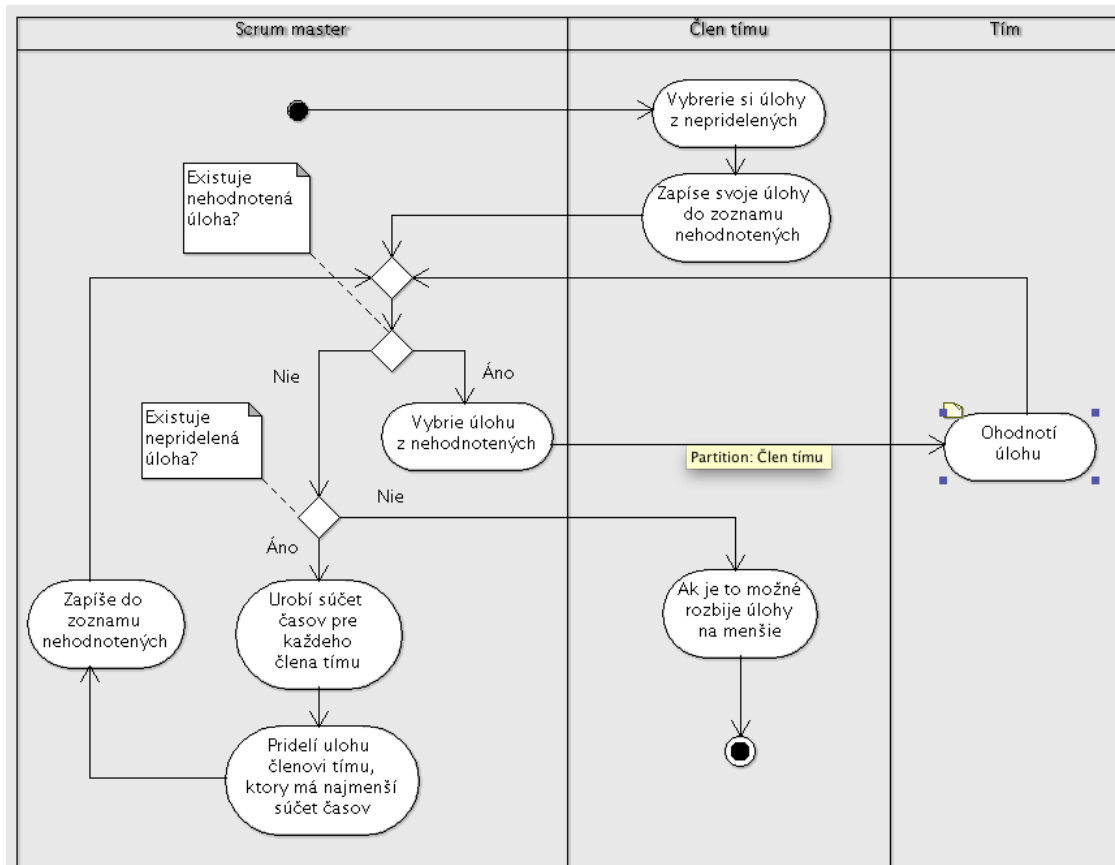 Scrum master
Člen tímu
Tím
Vybrerie si úlohy
z nepridelených
Existuje
nehodnotená
úloha?
Zapíse svoje úlohy
do zoznamu
nehodnotených
Nie
Áno
Existuje
nepridelená
úloha?
Vybrie úlohu
z nehodnotených
Partition: Člen tímu
Ohodnotí
úlohu
Nie
Áno
Zapíše do
zoznamu
nehodnotených
Urobí súčet
časov pre
každeho
člena tímu
Ak je to možné
rozbije úlohy
na menšie
Pridelí ulohu
členovi tímu,
ktory má najmenší
súčet časov